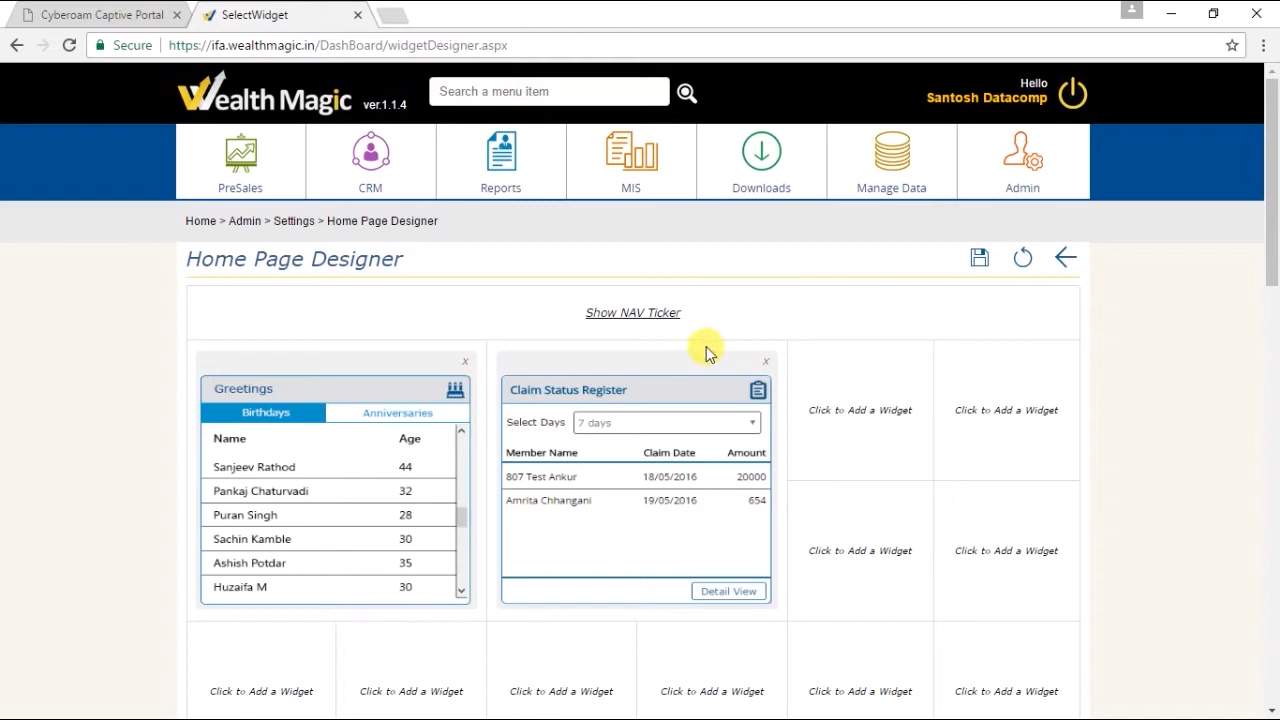 Cyberoam Captive Portal
SelectWidget
Secure https://ifa.wealthmagic.in/DashBoard/widgetDesigner.aspx
Wealth Magic ver.1.1.4
Search a menu item
Hello
Santosh Datacomp
PreSales CRM Reports MIS Downloads Manage Data Admin
Home > Admin > Settings > Home Page Designer
Home Page Designer
Show NAV Ticker
x
Greetings
Birthdays Anniversaries
Name Age
Sanjeev Rathod 44
Pankaj Chaturvadi 32
Puran Singh 28
Sachin Kamble 30
Ashish Potdar 35
Huzaifa M 30
x
Claim Status Register
Select Days 7 days
Member Name Claim Date Amount
807 Test Ankur 18/05/2016 20000
Amrita Chhangani 19/05/2016 654
Detail View
Click to Add a Widget Click to Add a Widget
Click to Add a Widget Click to Add a Widget
Click to Add a Widget Click to Add a Widget Click to Add a Widget Click to Add a Widget Click to Add a Widget Click to Add a Widget